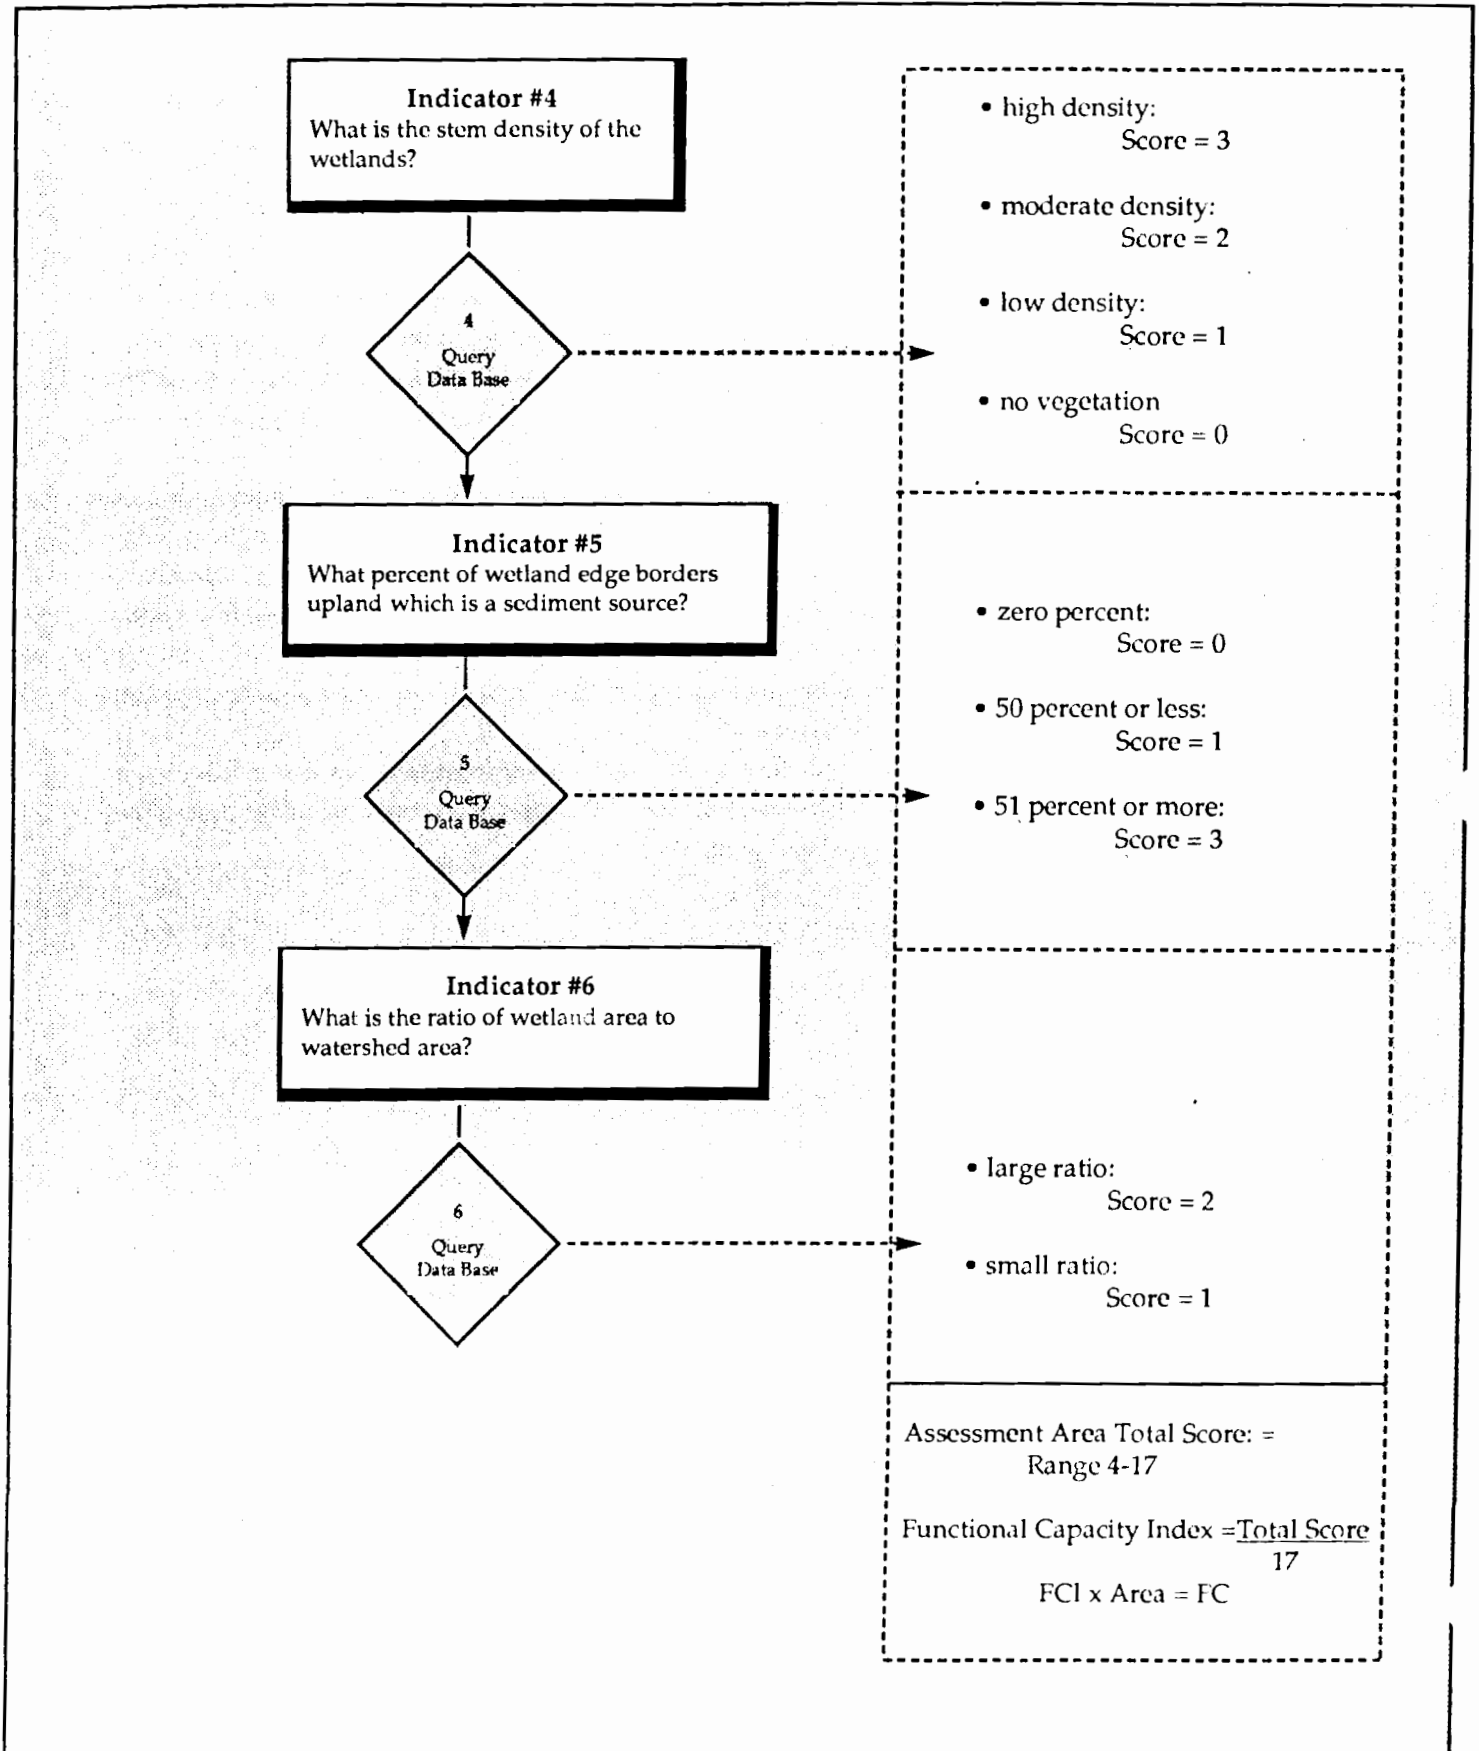 Indicator #4
What is the stem density of the
wetlands?
4
Query
Data Base
• high density:
Score = 3
• moderate density:
Score = 2
• low density:
Score = 1
• no vegetation
Score = 0
Indicator #5
What percent of wetland edge borders
upland which is a sediment source?
5
Query
Data Base
• zero percent:
Score = 0
• 50 percent or less:
Score = 1
• 51 percent or more:
Score = 3
Indicator #6
What is the ratio of wetland area to
watershed area?
6
Query
Data Base
• large ratio:
Score = 2
• small ratio:
Score = 1
Assessment Area Total Score: =
Range 4-17
Functional Capacity Index =Total Score
17
FCI x Area = FC